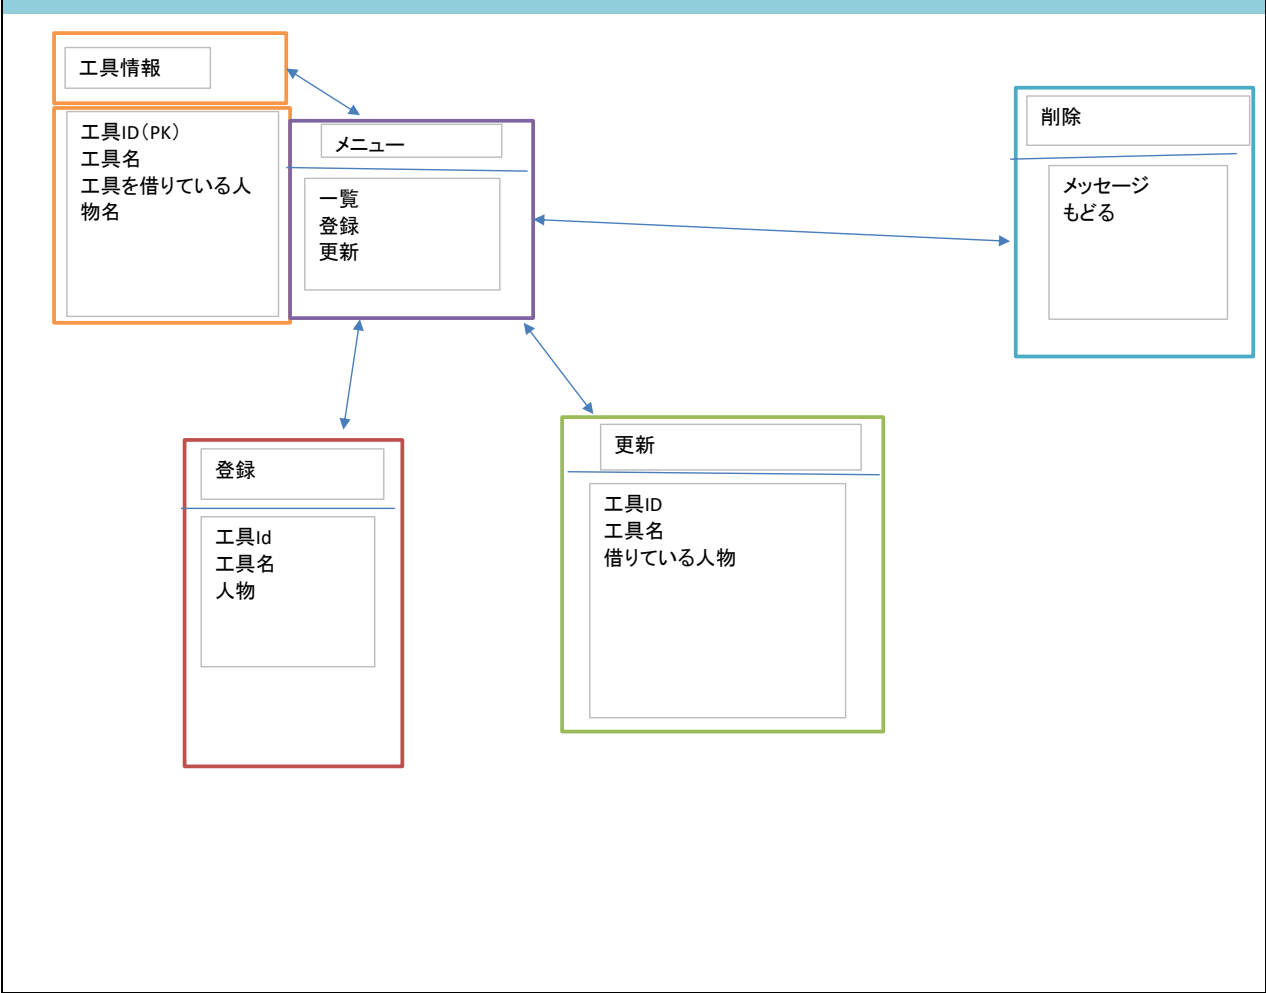 工具情報
工具ID(PK)
工具名
工具を借りている人
物名
メニュー
一覧
登録
更新
削除
メッセージ
もどる
登録
工具Id
工具名
人物
更新
工具ID
工具名
借りている人物